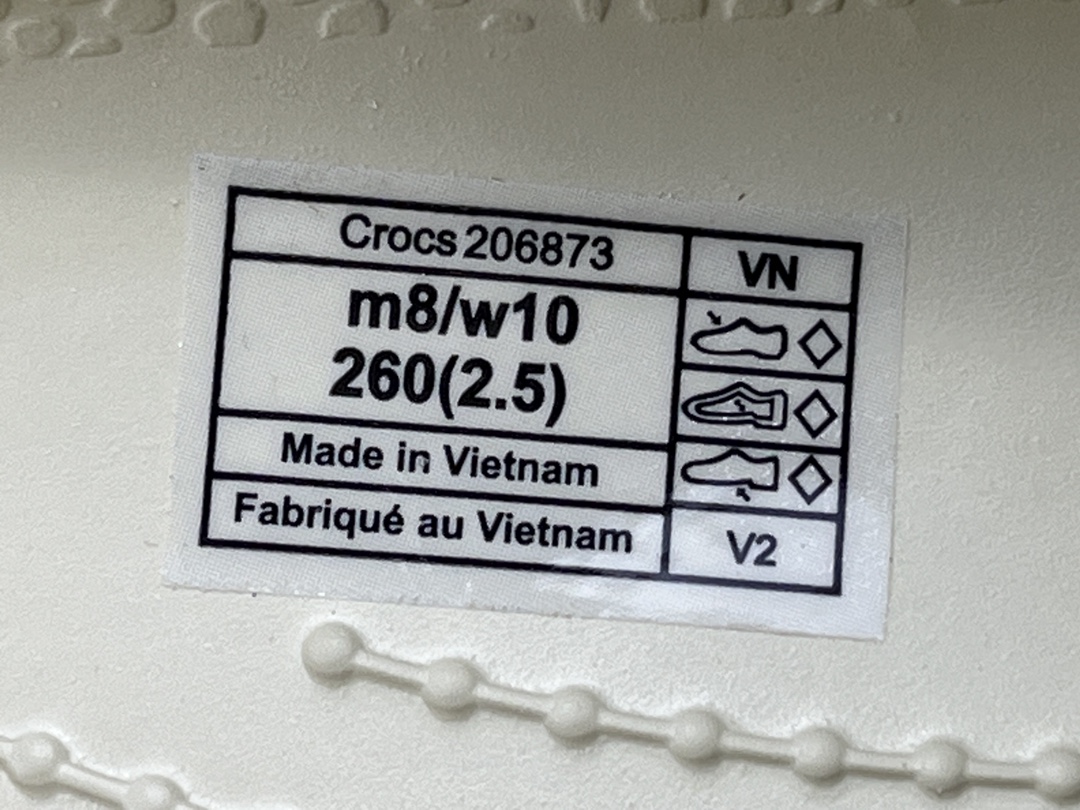 Crocs 206873
VN
m8/w10
260(2.5)
Made in Vietnam
Fabriqué au Vietnam
V2